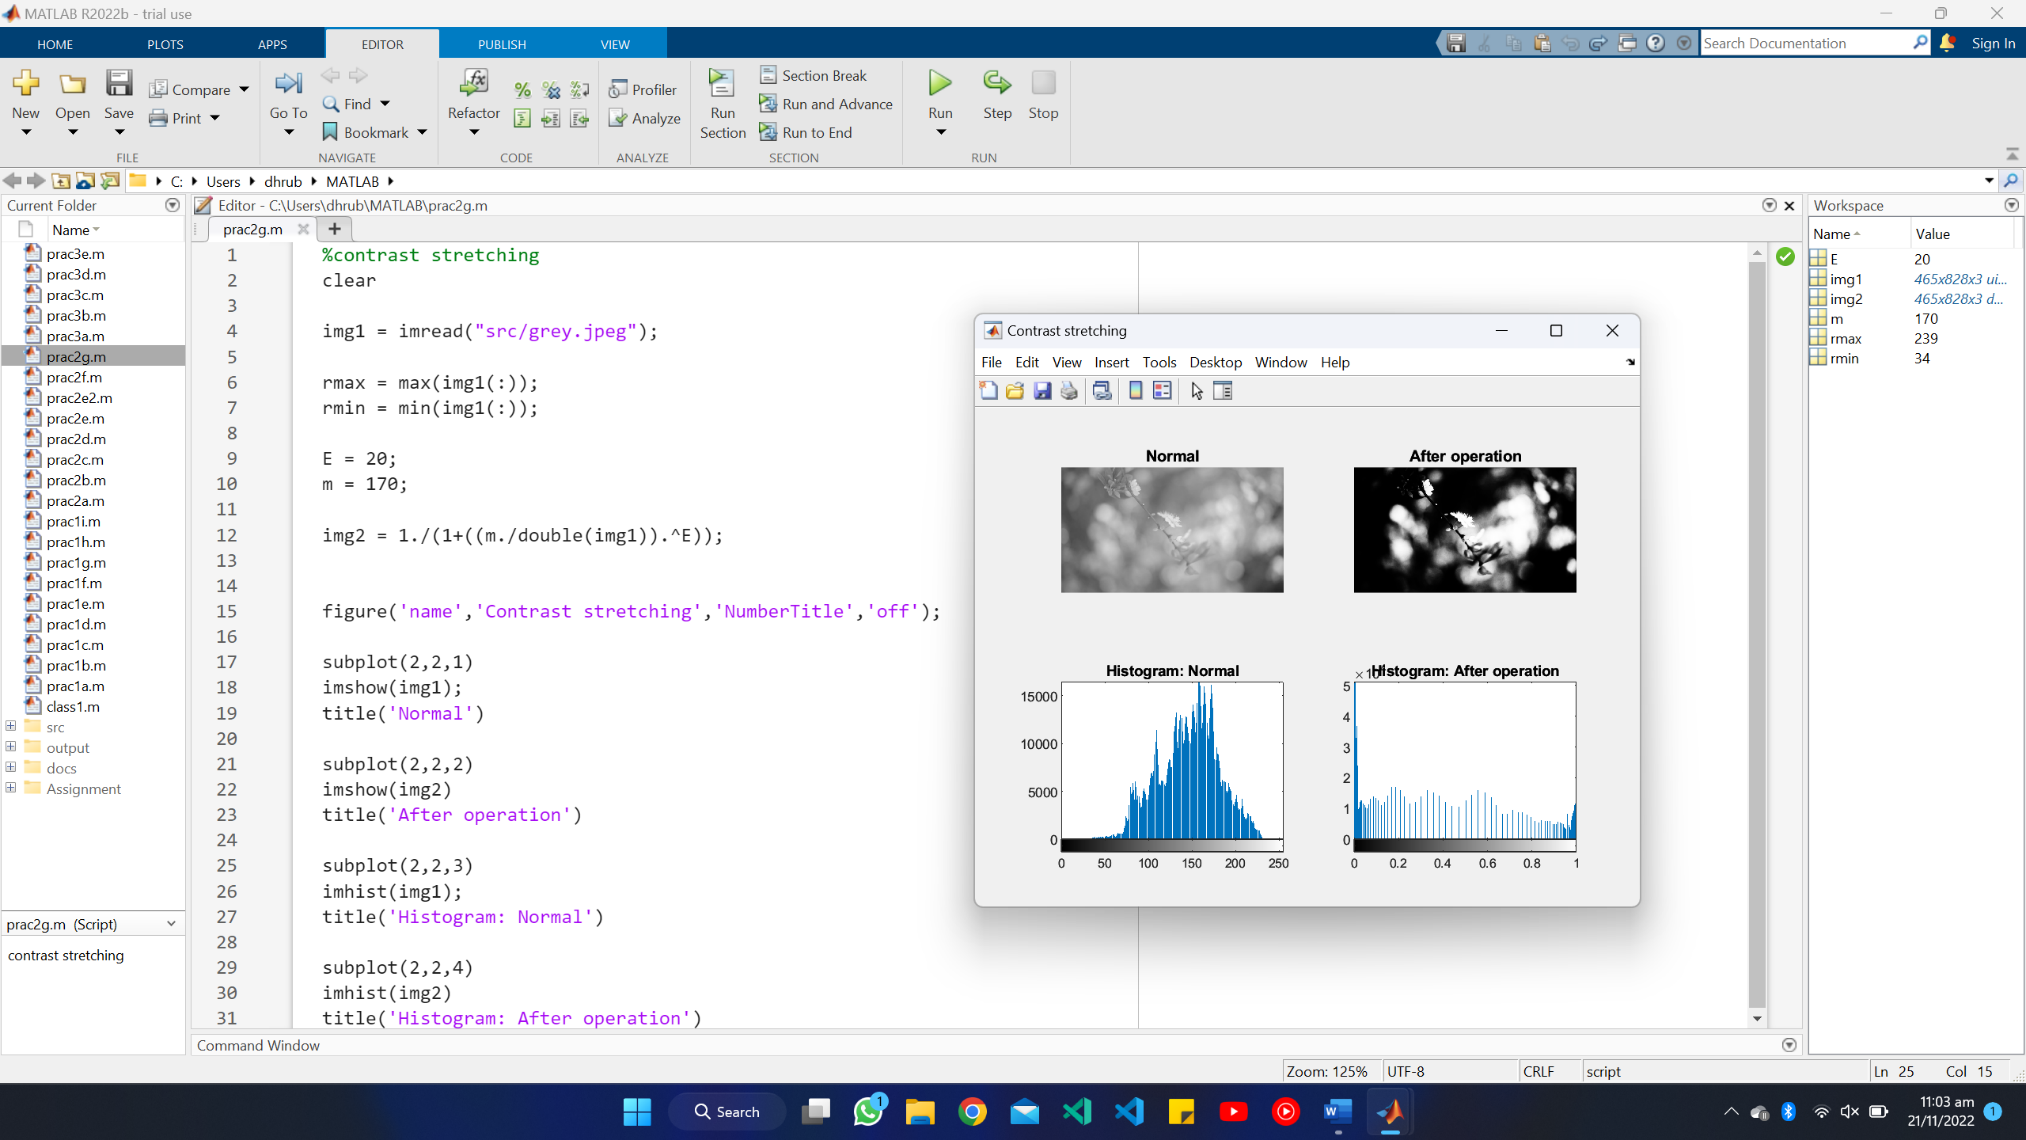 MATLAB R2022b - trial use
HOME PLOTS APPS EDITOR PUBLISH VIEW
Search Documentation
Sign In
New
Open
Save
Compare
Print
FILE
Go To
Find
Bookmark
NAVIGATE
Refactor
CODE
Profiler
Analyze
ANALYZE
Run Section
Section Break
Run and Advance
Run to End
SECTION
Run
Step
Stop
RUN
C: Users dhrub MATLAB
Current Folder
Name
prac3e.m
prac3d.m
prac3c.m
prac3b.m
prac3a.m
prac2g.m
prac2f.m
prac2e2.m
prac2e.m
prac2d.m
prac2c.m
prac2b.m
prac2a.m
prac1i.m
prac1h.m
prac1g.m
prac1f.m
prac1e.m
prac1d.m
prac1c.m
prac1b.m
prac1a.m
class1.m
src
output
docs
Assignment
prac2g.m (Script)
contrast stretching
Editor - C:\Users\dhrub\MATLAB\prac2g.m
prac2g.m
1 %contrast stretching
2 clear
3
4 img1 = imread("src/grey.jpeg");
5
6 rmax = max(img1(:));
7 rmin = min(img1(:));
8
9 E = 20;
10 m = 170;
11
12 img2 = 1./(1+((m./double(img1)).^E));
13
14
15 figure('name','Contrast stretching','NumberTitle','off');
16
17 subplot(2,2,1)
18 imshow(img1);
19 title('Normal')
20
21 subplot(2,2,2)
22 imshow(img2)
23 title('After operation')
24
25 subplot(2,2,3)
26 imhist(img1);
27 title('Histogram: Normal')
28
29 subplot(2,2,4)
30 imhist(img2)
31 title('Histogram: After operation')
Command Window
Contrast stretching
File Edit View Insert Tools Desktop Window Help
Normal
After operation
Histogram: Normal
15000
10000
5000
0
0 50 100 150 200 250
Histogram: After operation
5
4
3
2
1
0
0 0.2 0.4 0.6 0.8 1
Workspace
Name Value
E 20
img1 465x828x3 ui...
img2 465x828x3 d...
m 170
rmax 239
rmin 34
Zoom: 125% UTF-8 CRLF script Ln 25 Col 15
Search
1
11:03 am
21/11/2022
1